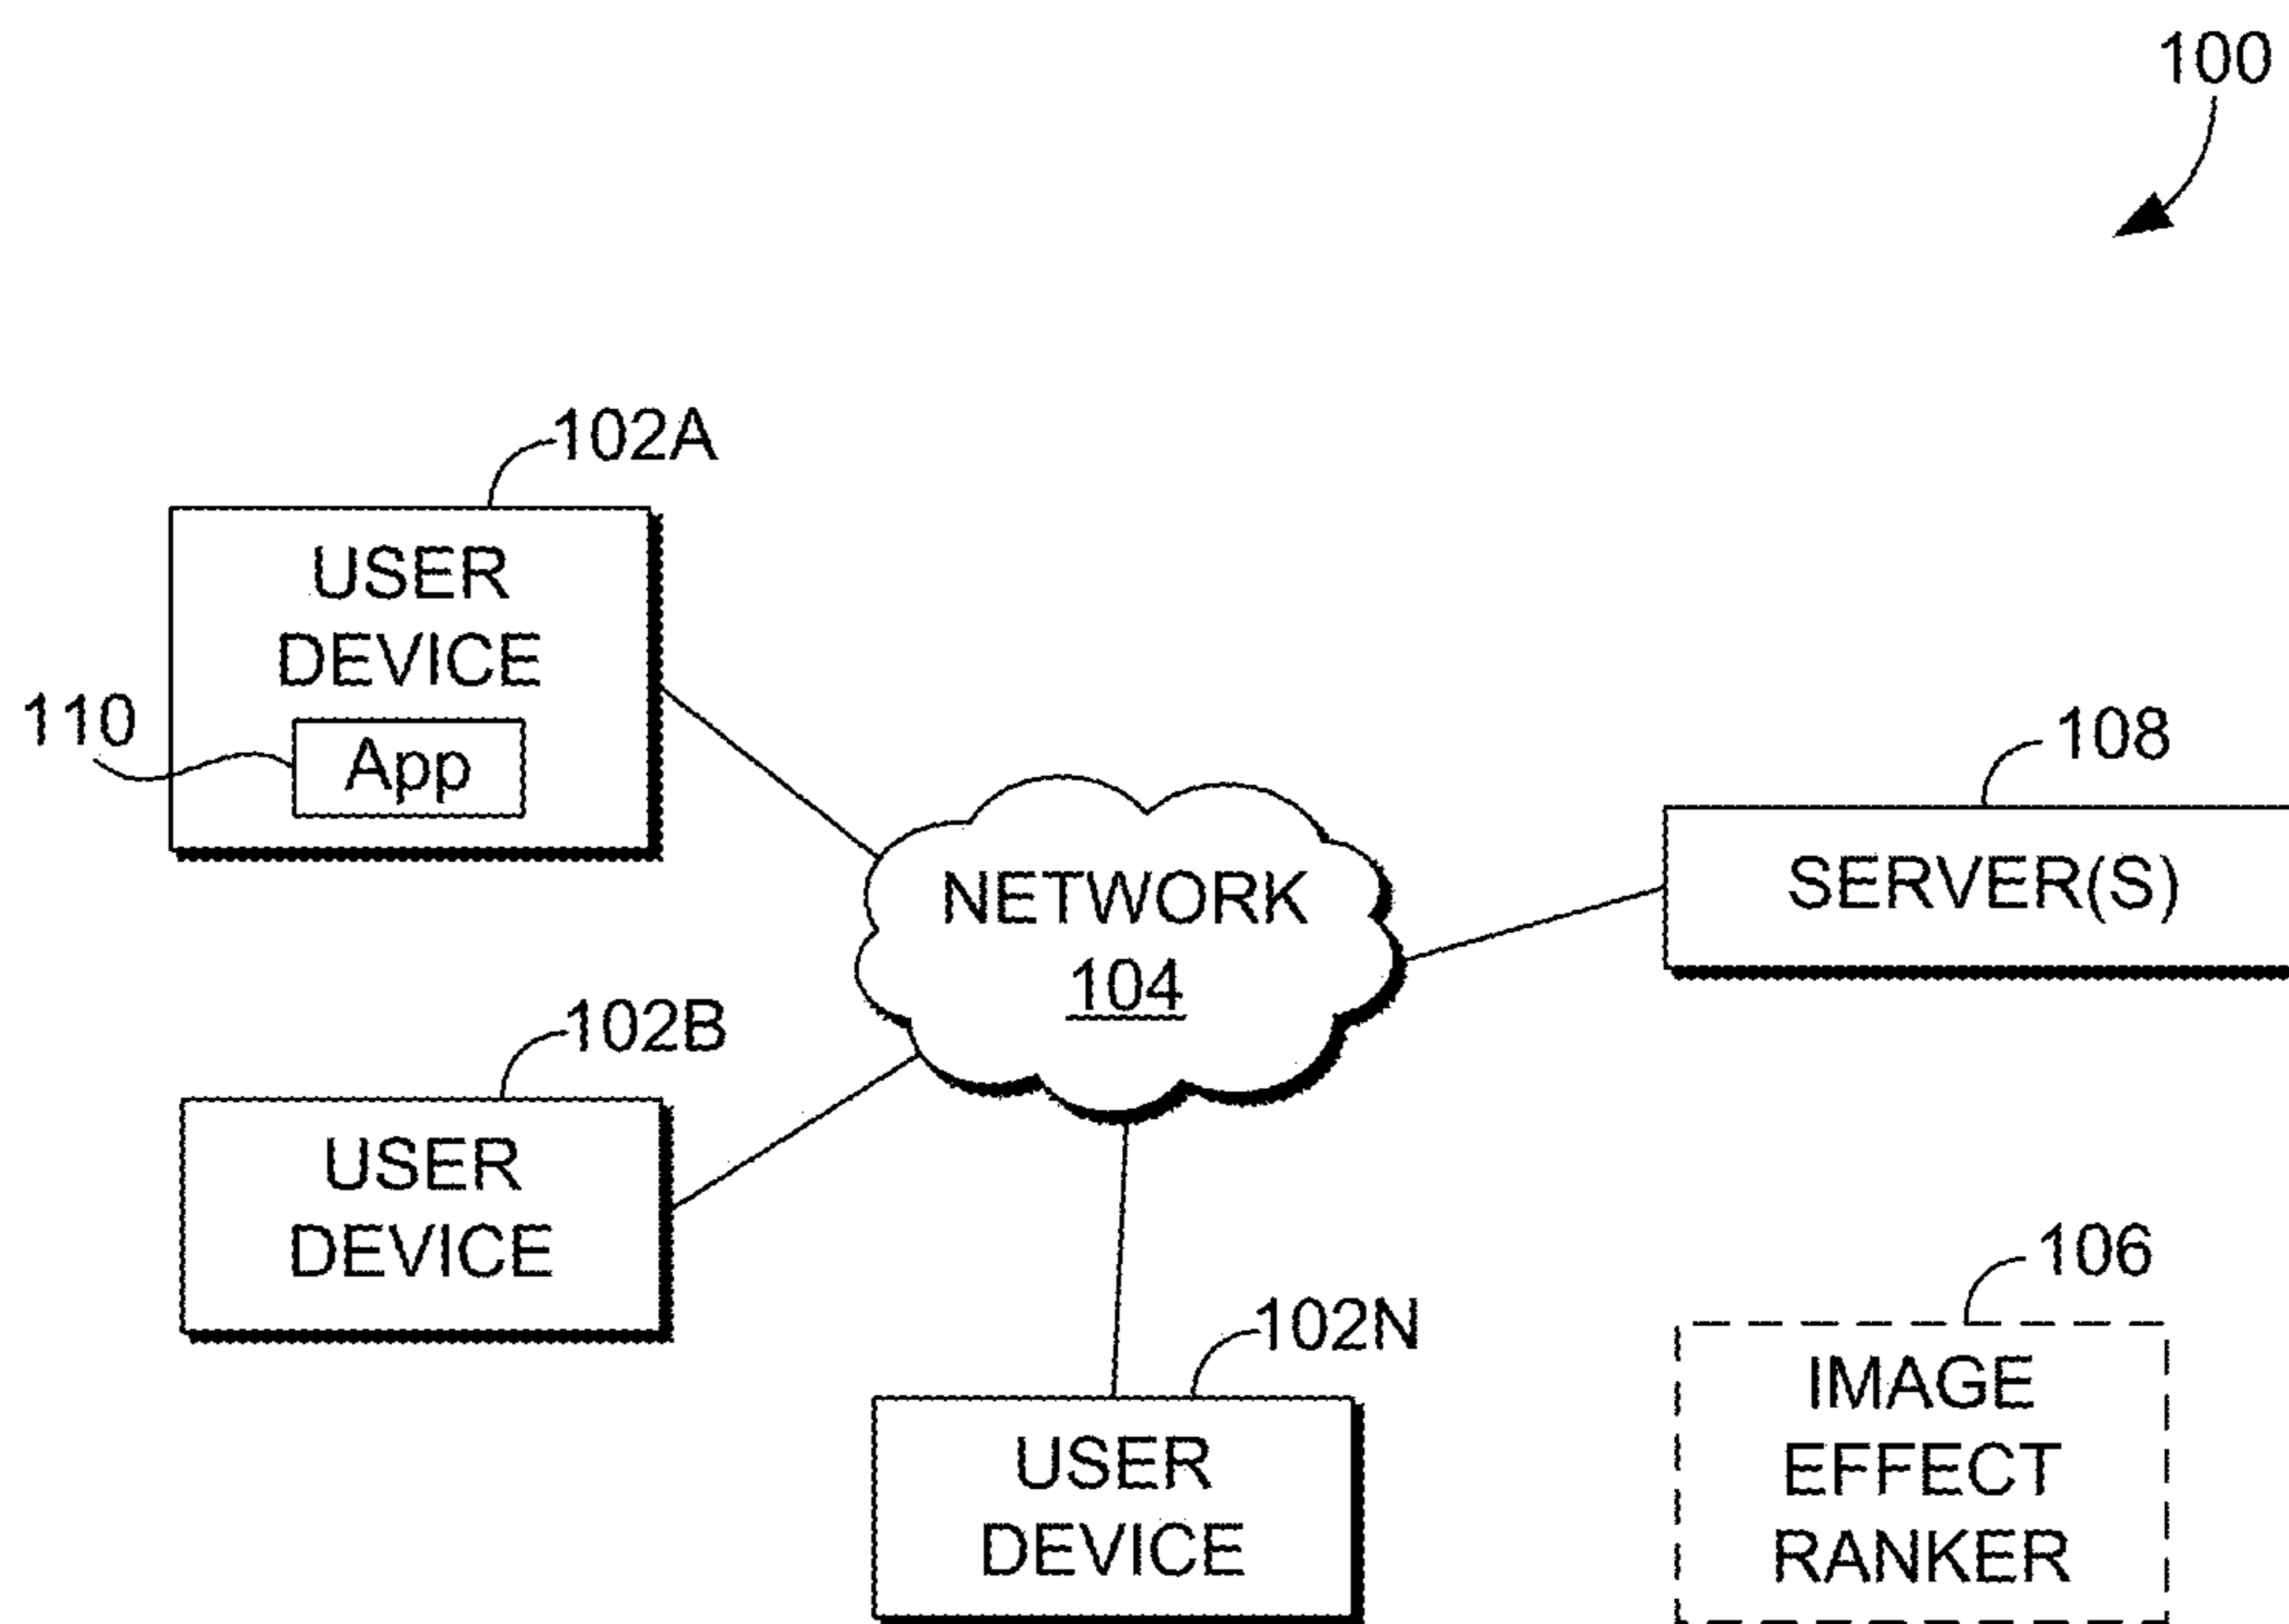 100
102A
USER
DEVICE
110
App
108
SERVER(S)
NETWORK
104
102B
USER
DEVICE
106
IMAGE
EFFECT
RANKER
102N
USER
DEVICE